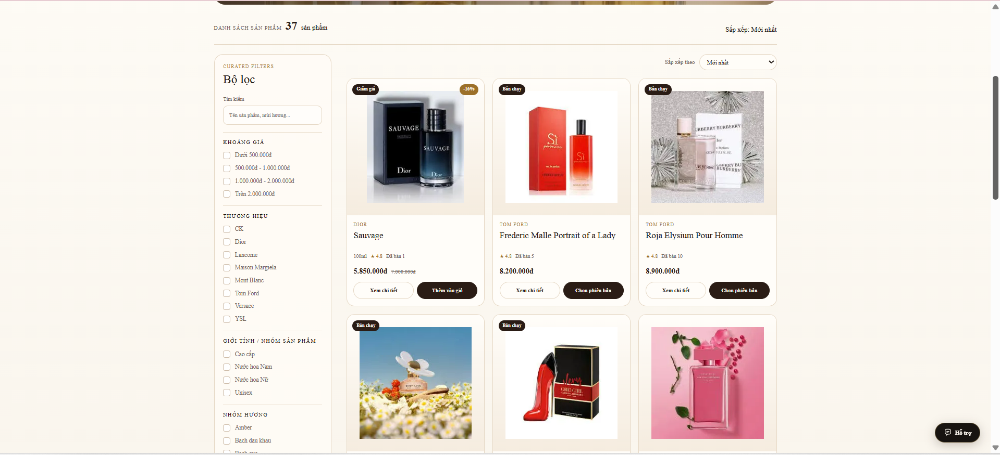 DANH SÁCH SẢN PHẨM 37 sản phẩm
Sắp xếp: Mới nhất
CURATED FILTERS
Bộ lọc
Tìm kiếm
Tên sản phẩm, mùi hương...
KHOẢNG GIÁ
Dưới 500.000đ
500.000đ - 1.000.000đ
1.000.000đ - 2.000.000đ
Trên 2.000.000đ
THƯƠNG HIỆU
CK
Dior
Lancome
Maison Margiela
Mont Blanc
Tom Ford
Versace
YSL
GIỚI TÍNH / NHÓM SẢN PHẨM
Cao cấp
Nước hoa Nam
Nước hoa Nữ
Unisex
NHÓM HƯƠNG
Amber
Bach dau khau
Sắp xếp theo
Mới nhất
Giảm giá
-16%
SAUVAGE
SAUVAGE
Dior
Dior
DIOR
Sauvage
100ml ★ 4.8 Đã bán 1
5.850.000đ 7.000.000đ
Xem chi tiết
Thêm vào giỏ
Bán chạy
Sì
passione
Sì
TOM FORD
Frederic Malle Portrait of a Lady
★ 4.8 Đã bán 5
8.200.000đ
Xem chi tiết
Chọn phiên bản
Bán chạy
BURBERRY
Her
BURBERRY
BURBERRY
TOM FORD
Roja Elysium Pour Homme
★ 4.8 Đã bán 10
8.900.000đ
Xem chi tiết
Chọn phiên bản
Bán chạy
DAISY LOVE
Bán chạy
Very
GOOD GIRL
CAROLINA HERRERA
Hỗ trợ